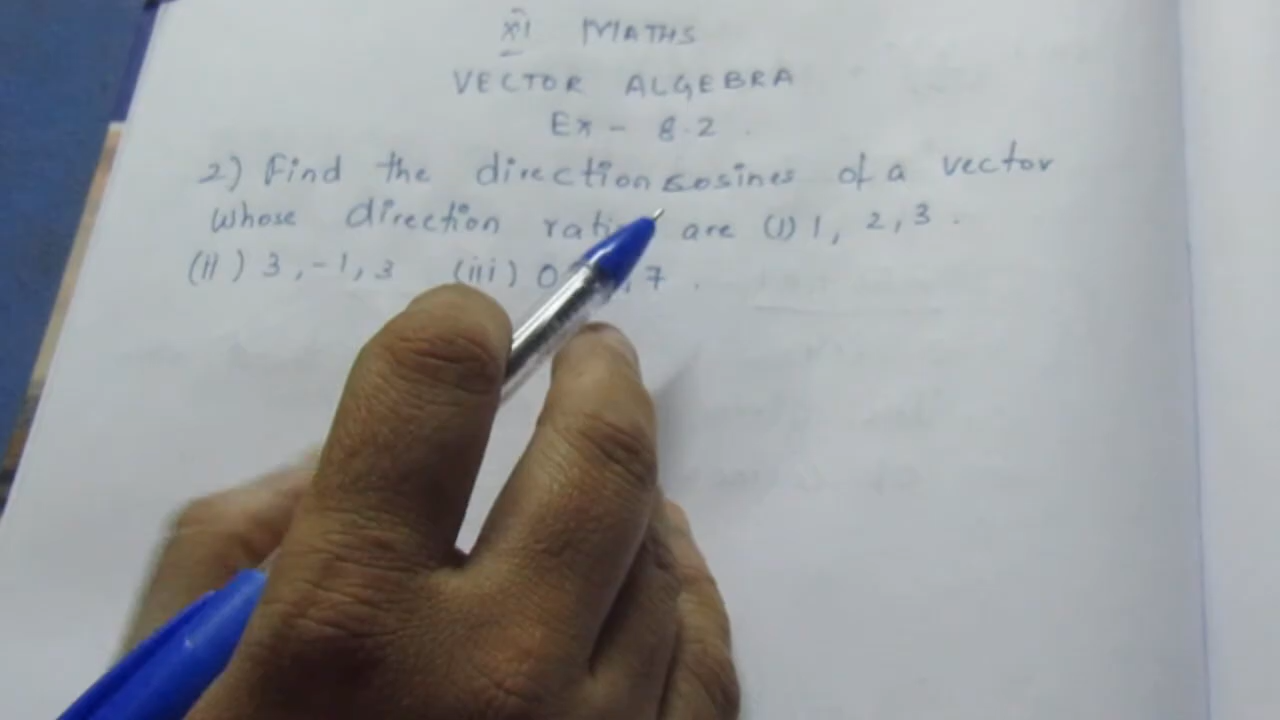 XI MATHS
VECTOR ALGEBRA
Ex - 8.2
2) Find the direction cosines of a vector
whose direction are (i) 1, 2, 3.
(ii) 3, -1, 3 (iii) 0 , 7.